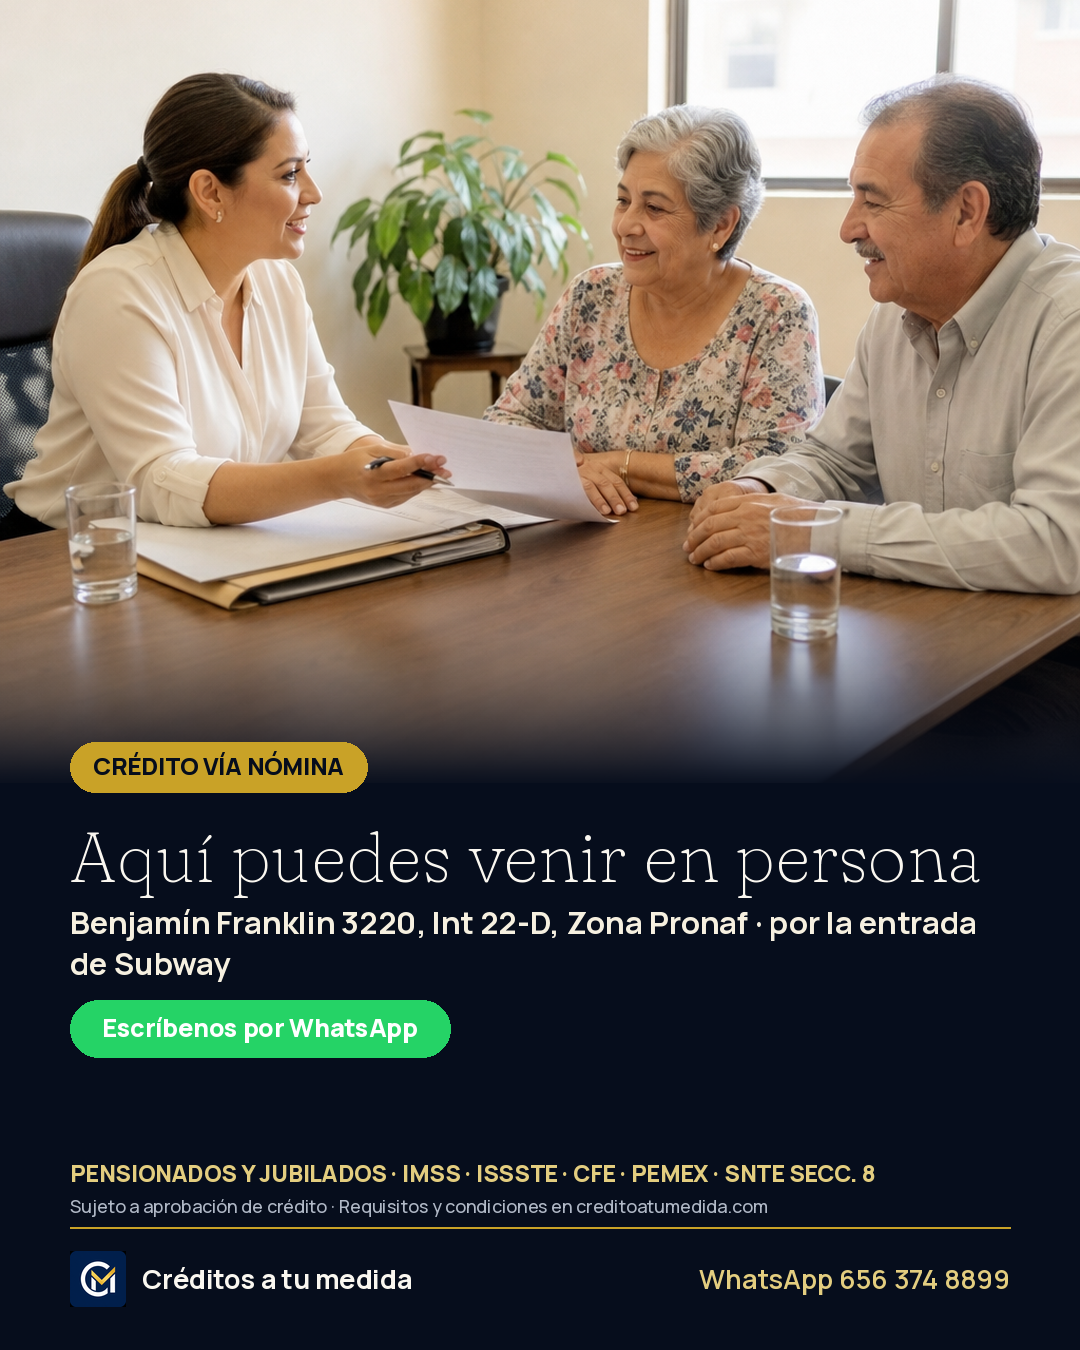 CRÉDITO VÍA NÓMINA
Aquí puedes venir en persona
Benjamín Franklin 3220, Int 22-D, Zona Pronaf · por la entrada
de Subway
Escríbenos por WhatsApp
PENSIONADOS Y JUBILADOS · IMSS · ISSSTE · CFE · PEMEX · SNTE SECC. 8
Sujeto a aprobación de crédito · Requisitos y condiciones en creditoatumedida.com
Créditos a tu medida
WhatsApp 656 374 8899